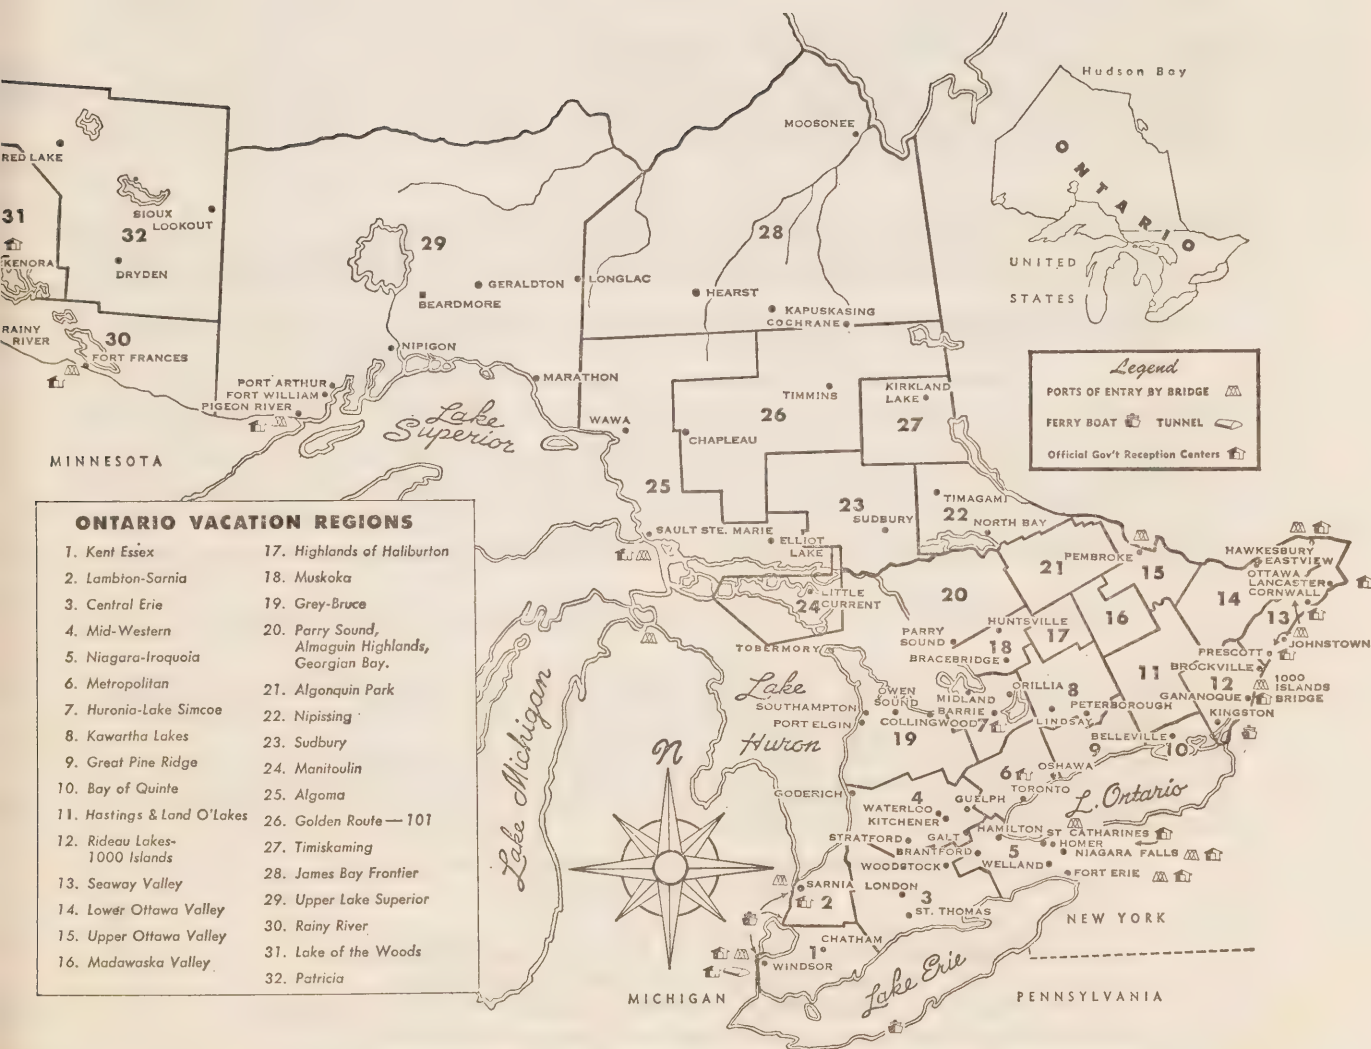 Hudson Bay
ONTARIO
UNITED
STATES
MOOSONEE
RED LAKE
31
SIOUX
LOOKOUT
32
KENORA
DRYDEN
29
28
GERALDTON
LONGLAC
BEARDMORE
HEARST
KAPUSKASING
COCHRANE
RAINY
RIVER
30
FORT FRANCES
NIPIGON
PORT ARTHUR
FORT WILLIAM
PIGEON RIVER
MARATHON
Lake
Superior
WAWA
CHAPLEAU
TIMMINS
26
KIRKLAND
LAKE
27
Legend
PORTS OF ENTRY BY BRIDGE
FERRY BOAT
TUNNEL
Official Gov't Reception Centers
MINNESOTA
25
23
SUDBURY
TIMAGAMI
22
NORTH BAY
SAULT STE. MARIE
ELLIOT
LAKE
24
LITTLE
CURRENT
20
21
PEMBROKE
15
HAWKESBURY
EASTVIEW
OTTAWA
LANCASTER
CORNWALL
14
13
16
HUNTSVILLE
17
18
PARRY
SOUND
BRACEBRIDGE
TOBERMORY
JOHNSTOWN
PRESCOTT
BROCKVILLE
12
1000
ISLANDS
BRIDGE
GANANOQUE
KINGSTON
11
Lake
Huron
SOUTHAMPTON
PORT ELGIN
OWEN
SOUND
MIDLAND
ORILLIA
BARRIE
COLLINGWOOD
7
8
PETERBOROUGH
LINDSAY
BELLEVILLE
10
9
19
OSHAWA
6
TORONTO
L. Ontario
GODERICH
4
GUELPH
WATERLOO
KITCHENER
HAMILTON
ST CATHARINES
HOMER
STRATFORD
GALT
BRANTFORD
5
NIAGARA FALLS
WOODSTOCK
WELLAND
FORT ERIE
SARNIA
2
LONDON
3
ST. THOMAS
NEW YORK
1
CHATHAM
WINDSOR
Lake Erie
MICHIGAN
PENNSYLVANIA
Lake Michigan
N
ONTARIO VACATION REGIONS
1. Kent Essex
2. Lambton-Sarnia
3. Central Erie
4. Mid-Western
5. Niagara-Iroquoia
6. Metropolitan
7. Huronia-Lake Simcoe
8. Kawartha Lakes
9. Great Pine Ridge
10. Bay of Quinte
11. Hastings & Land O'Lakes
12. Rideau Lakes-
1000 Islands
13. Seaway Valley
14. Lower Ottawa Valley
15. Upper Ottawa Valley
16. Madawaska Valley
17. Highlands of Haliburton
18. Muskoka
19. Grey-Bruce
20. Parry Sound,
Almaguin Highlands,
Georgian Bay.
21. Algonquin Park
22. Nipissing
23. Sudbury
24. Manitoulin
25. Algoma
26. Golden Route—101
27. Timiskaming
28. James Bay Frontier
29. Upper Lake Superior
30. Rainy River
31. Lake of the Woods
32. Patricia